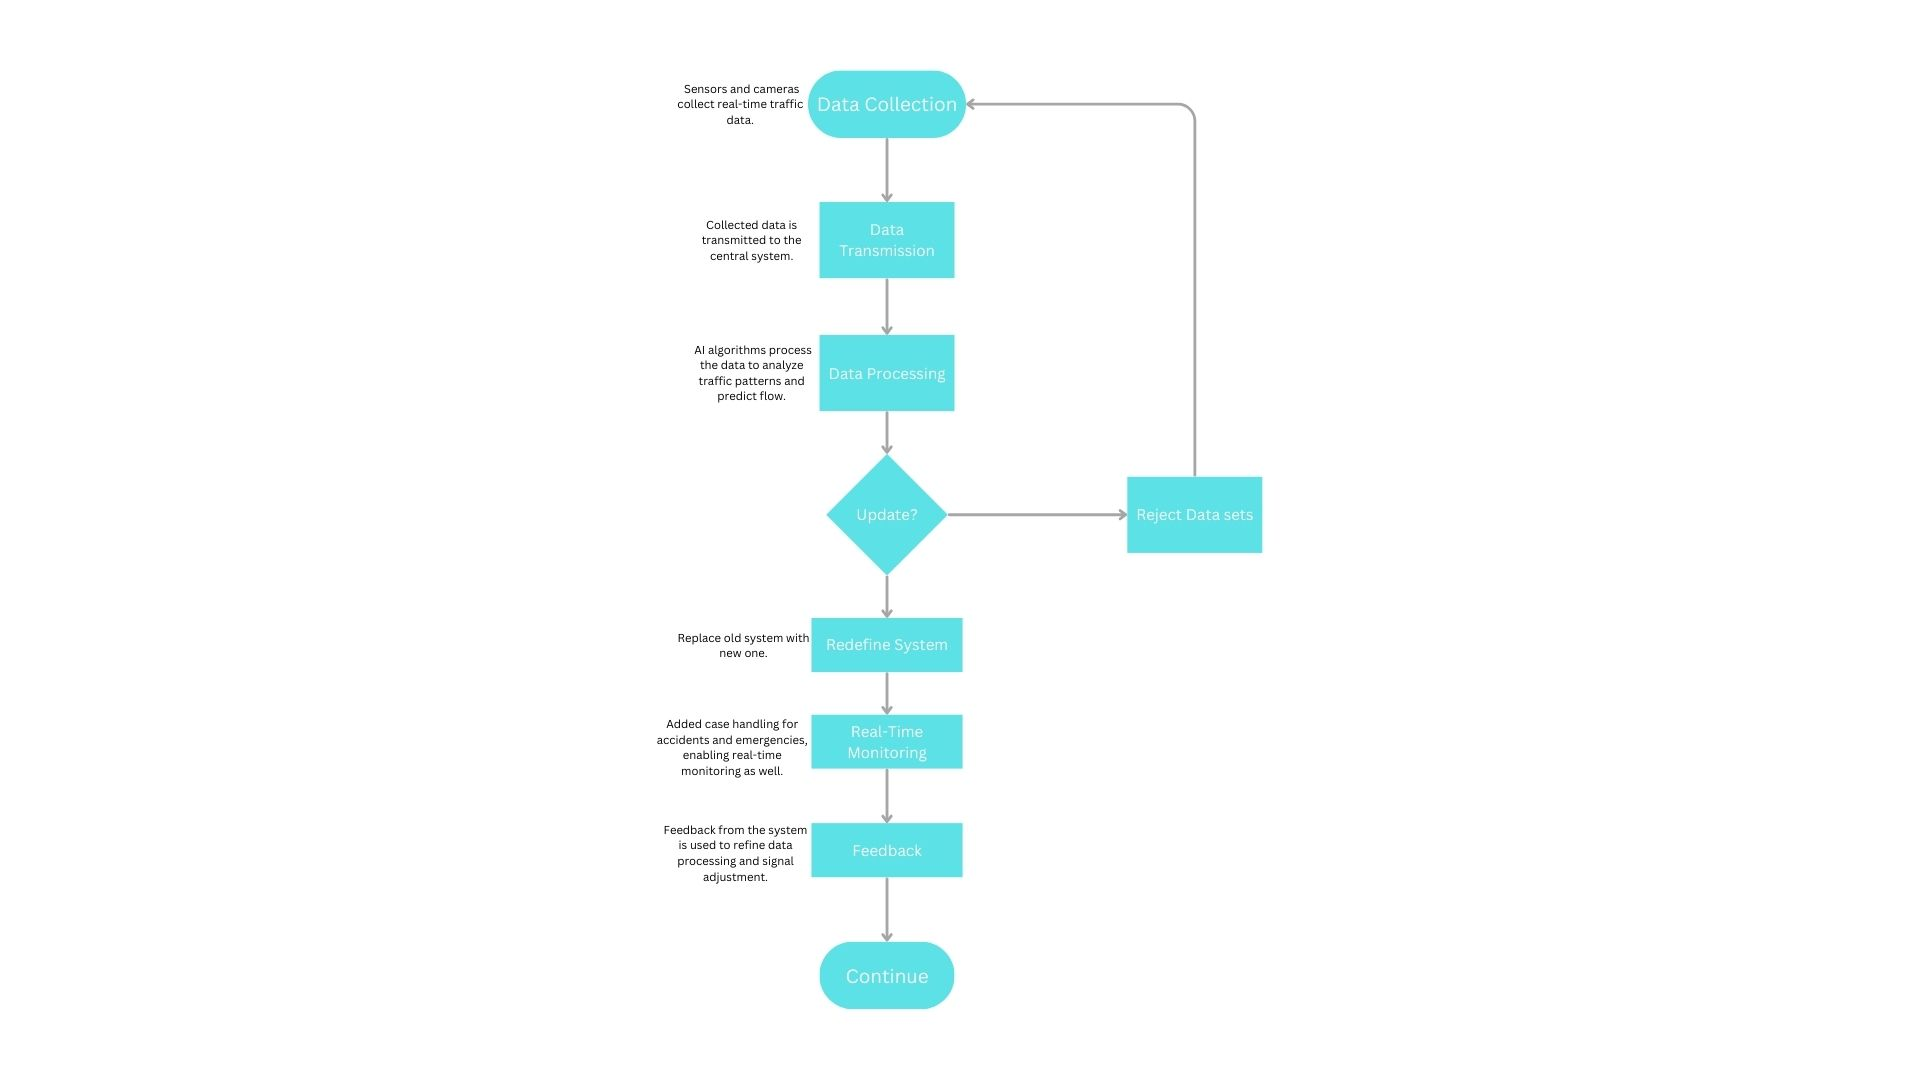 Sensors and cameras
collect real-time traffic
data.
Data Collection
Collected data is
transmitted to the
central system.
Data
Transmission
AI algorithms process
the data to analyze
traffic patterns and
predict flow.
Data Processing
Update?
Reject Data sets
Replace old system with
new one.
Redefine System
Added case handling for
accidents and emergencies,
enabling real-time
monitoring as well.
Real-Time
Monitoring
Feedback from the system
is used to refine data
processing and signal
adjustment.
Feedback
Continue